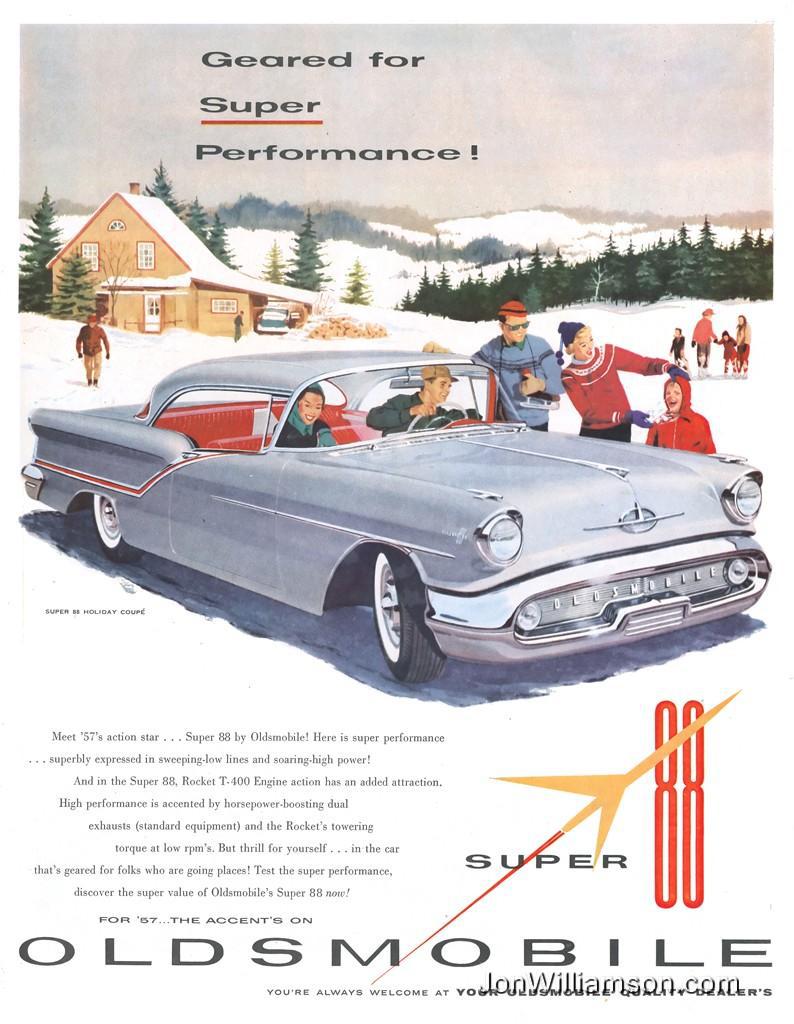 Geared for
Super
Performance!
OLDSMOBILE
SUPER 88 HOLIDAY COUPÉ
Meet '57's action star . . . Super 88 by Oldsmobile! Here is super performance
. . . superbly expressed in sweeping-low lines and soaring-high power!
And in the Super 88, Rocket T-400 Engine action has an added attraction.
High performance is accented by horsepower-boosting dual
exhausts (standard equipment) and the Rocket's towering
torque at low rpm's. But thrill for yourself . . . in the car
that's geared for folks who are going places! Test the super performance,
discover the super value of Oldsmobile's Super 88 now!
SUPER 88
FOR '57...THE ACCENT'S ON
OLDSMOBILE
JonWilliamson.com
YOU'RE ALWAYS WELCOME AT YOUR OLDSMOBILE QUALITY DEALER'S